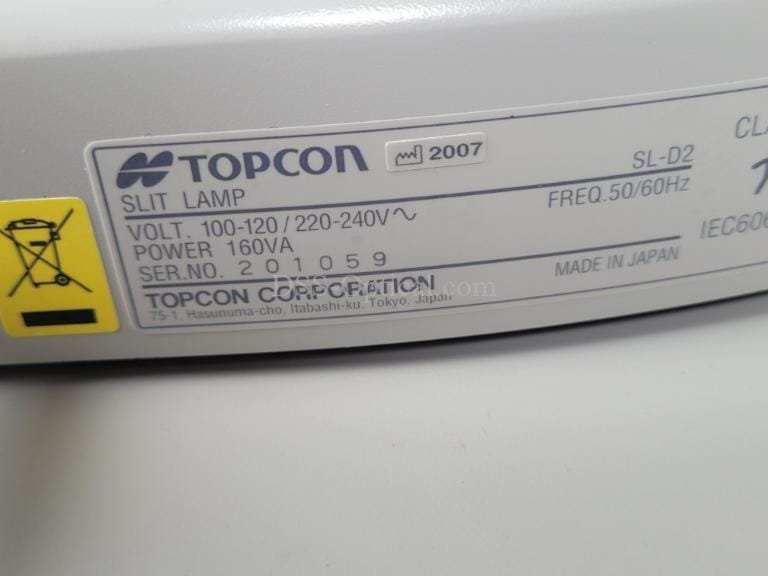 TOPCON 2007
SLIT LAMP SL-D2
VOLT. 100-120 / 220-240V~ FREQ.50/60Hz
POWER 160VA
SER.NO. 201059
TOPCON CORPORATION MADE IN JAPAN
75-1, Hasunuma-cho, Itabashi-ku, Tokyo, Japan
CLA
IEC606